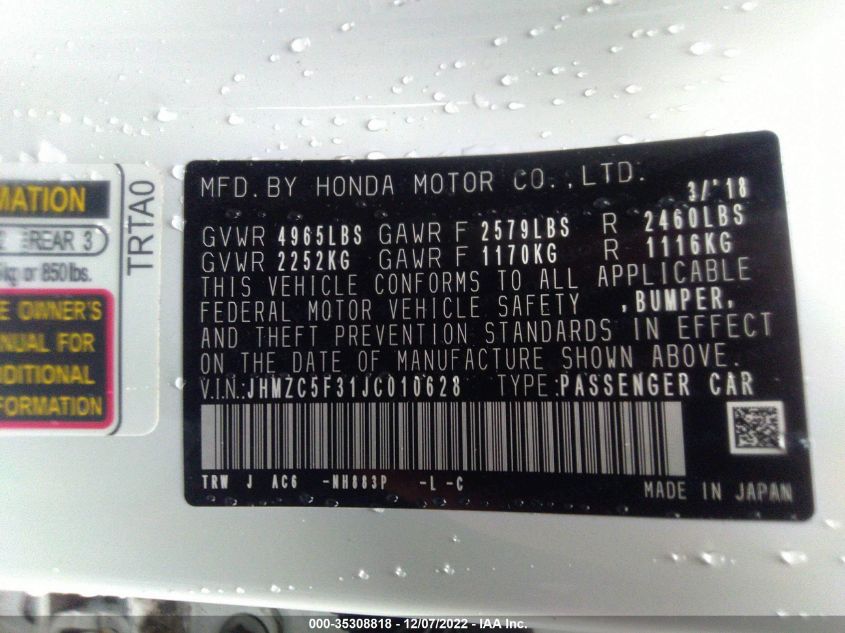 MATION
REAR 3
kg or 850 lbs.
E OWNER'S
NUAL FOR
DITIONAL
FORMATION
TRTA0
MFD. BY HONDA MOTOR CO., LTD. 3/'18
GVWR 4965LBS GAWR F 2579LBS R 2460LBS
GVWR 2252KG GAWR F 1170KG R 1116KG
THIS VEHICLE CONFORMS TO ALL APPLICABLE
FEDERAL MOTOR VEHICLE SAFETY ,BUMPER,
AND THEFT PREVENTION STANDARDS IN EFFECT
ON THE DATE OF MANUFACTURE SHOWN ABOVE.
V.I.N.:JHMZC5F31JC010628 TYPE:PASSENGER CAR
TRW J AC6 -NH883P -L -C
MADE IN JAPAN
000-35308818 - 12/07/2022 - IAA Inc.